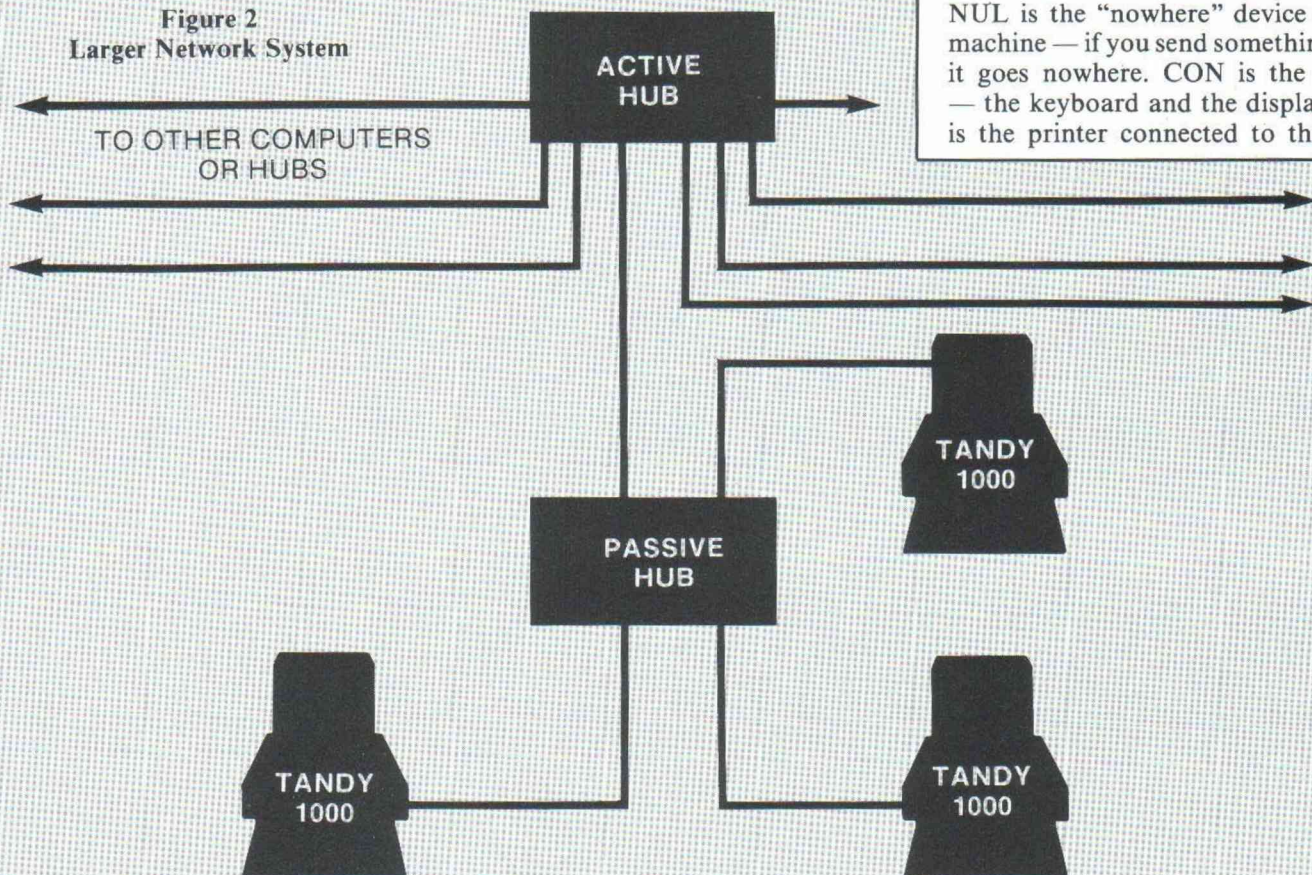 Figure 2
Larger Network System
NUL is the “nowhere” device
machine — if you send somethin
it goes nowhere. CON is the
— the keyboard and the displa
is the printer connected to th
ACTIVE
HUB
TO OTHER COMPUTERS
OR HUBS
TANDY
1000
PASSIVE
HUB
TANDY
1000
TANDY
1000